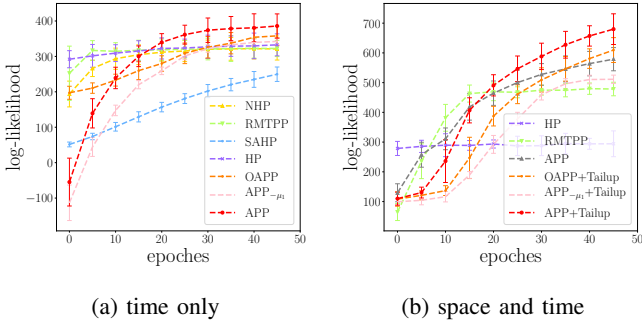 log-likelihood
400
300
200
100
0
−100
NHP
RMTPP
SAHP
HP
OAPP
APP−μ₁
APP
0 10 20 30 40 50
epoches
(a) time only
log-likelihood
700
600
500
400
300
200
100
HP
RMTPP
APP
OAPP+Tailup
APP−μ₁+Tailup
APP+Tailup
0 10 20 30 40 50
epoches
(b) space and time